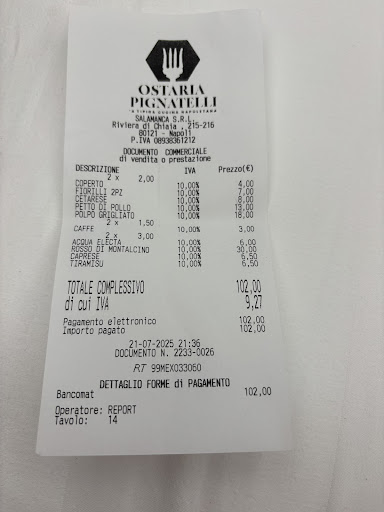 OSTARIA
PIGNATELLI
'A TIPICA CUCINA NAPOLETANA
SALAMANCA S.R.L.
Riviera di Chiaia , 215-216
80121 - Napoli
P.IVA 08938361212
DOCUMENTO COMMERCIALE
di vendita o prestazione
DESCRIZIONE IVA Prezzo(€)
2 x 2,00
COPERTO 10,00% 4,00
FIORILLI 2PZ 10,00% 7,00
CETARESE 10,00% 8,00
PETTO DI POLLO 10,00% 13,00
POLPO GRIGLIATO 10,00% 18,00
2 x 1,50
CAFFE 10,00% 3,00
2 x 3,00
ACQUA ELECTA 10,00% 6,00
ROSSO DI MONTALCINO 10,00% 30,00
CAPRESE 10,00% 6,50
TIRAMISU 10,00% 6,50
TOTALE COMPLESSIVO 102,00
di cui IVA 9,27
Pagamento elettronico 102,00
Importo pagato 102,00
21-07-2025 21:36
DOCUMENTO N. 2233-0026
RT 99MEX033060
DETTAGLIO FORME di PAGAMENTO
Bancomat 102,00
Operatore: REPORT
Tavolo: 14